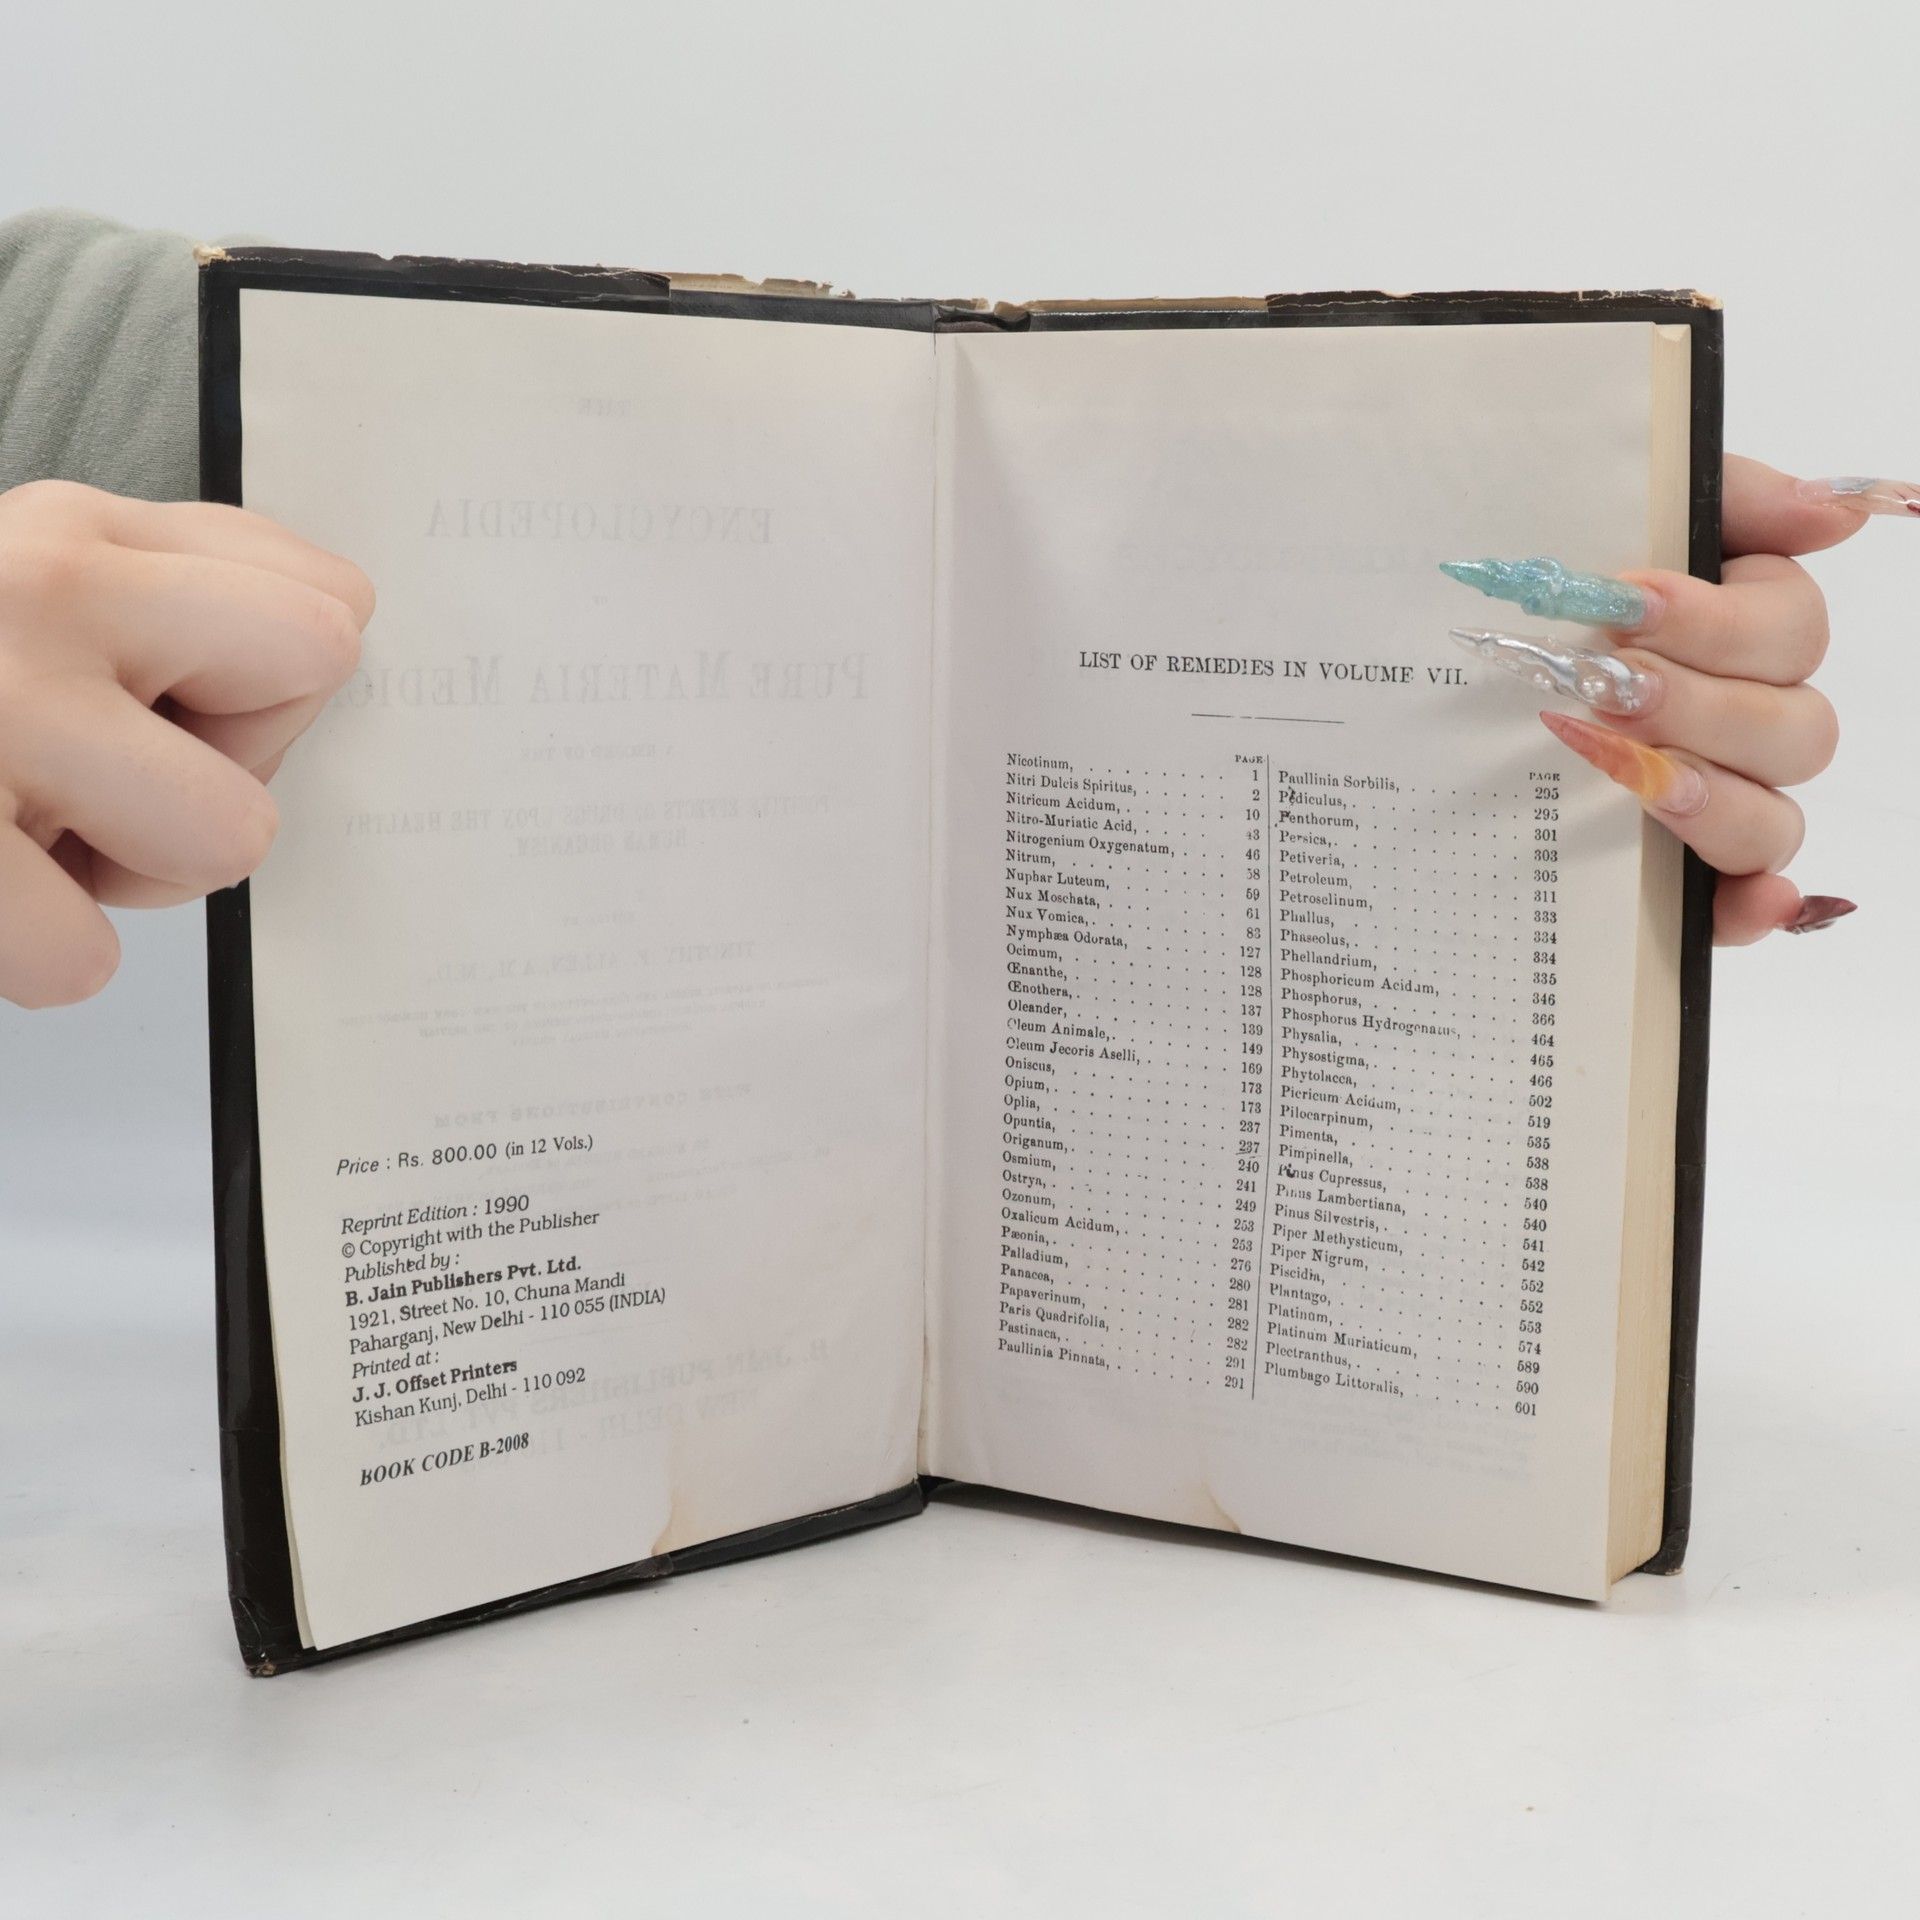 Price : Rs. 800.00 (in 12 Vols.)
Reprint Edition : 1990
© Copyright with the Publisher
Published by :
B. Jain Publishers Pvt. Ltd.
1921, Street No. 10, Chuna Mandi
Paharganj, New Delhi - 110 055 (INDIA)
Printed at :
J. J. Offset Printers
Kishan Kunj, Delhi - 110 092
BOOK CODE B-2008
LIST OF REMEDIES IN VOLUME VII.
PAGE
Nicotinum, . . . . . . . . 1
Nitri Dulcis Spiritus, . . . . . 2
Nitricum Acidum, . . . . . . 10
Nitro-Muriatic Acid, . . . . . 43
Nitrogenium Oxygenatum, . . . 46
Nitrum, . . . . . . . . 58
Nuphar Luteum, . . . . . . 59
Nux Moschata, . . . . . . 61
Nux Vomica, . . . . . . . 83
Nymphæa Odorata, . . . . . 127
Ocimum, . . . . . . . . 128
Œnanthe, . . . . . . . . 128
Œnothera, . . . . . . . . 137
Oleander, . . . . . . . . 139
Oleum Animale, . . . . . . 149
Oleum Jecoris Aselli, . . . . . 169
Oniscus, . . . . . . . . 173
Opium, . . . . . . . . . 173
Oplia, . . . . . . . . . 237
Opuntia, . . . . . . . . 237
Origanum, . . . . . . . . 240
Osmium, . . . . . . . . 241
Ostrya, . . . . . . . . . 249
Ozonum, . . . . . . . . 253
Oxalicum Acidum, . . . . . . 253
Pæonia, . . . . . . . . . 276
Palladium, . . . . . . . . 280
Panacea, . . . . . . . . 281
Papaverinum, . . . . . . . 282
Paris Quadrifolia, . . . . . . 282
Pastinaca, . . . . . . . . 291
Paullinia Pinnata, . . . . . . 291
PAGE
Paullinia Sorbilis, . . . . . . 295
Pediculus, . . . . . . . . 295
Penthorum, . . . . . . . . 301
Persica, . . . . . . . . . 303
Petiveria, . . . . . . . . 305
Petroleum, . . . . . . . . 311
Petroselinum, . . . . . . . 333
Phallus, . . . . . . . . 334
Phaseolus, . . . . . . . . 334
Phellandrium, . . . . . . . 335
Phosphoricum Acidum, . . . . 346
Phosphorus, . . . . . . . 366
Phosphorus Hydrogenatus, . . . 464
Physalia, . . . . . . . . 465
Physostigma, . . . . . . . 466
Phytolacca, . . . . . . . 502
Picricum Acidum, . . . . . . 519
Pilocarpinum, . . . . . . . 535
Pimenta, . . . . . . . . 538
Pimpinella, . . . . . . . 538
Pinus Cupressus, . . . . . . 540
Pinus Lambertiana, . . . . . 540
Pinus Silvestris, . . . . . . 541
Piper Methysticum, . . . . . 542
Piper Nigrum, . . . . . . . 552
Piscidia, . . . . . . . . 552
Plantago, . . . . . . . . 553
Platinum, . . . . . . . . 574
Platinum Muriaticum, . . . . 589
Plectranthus, . . . . . . . 590
Plumbago Littoralis, . . . . . 601